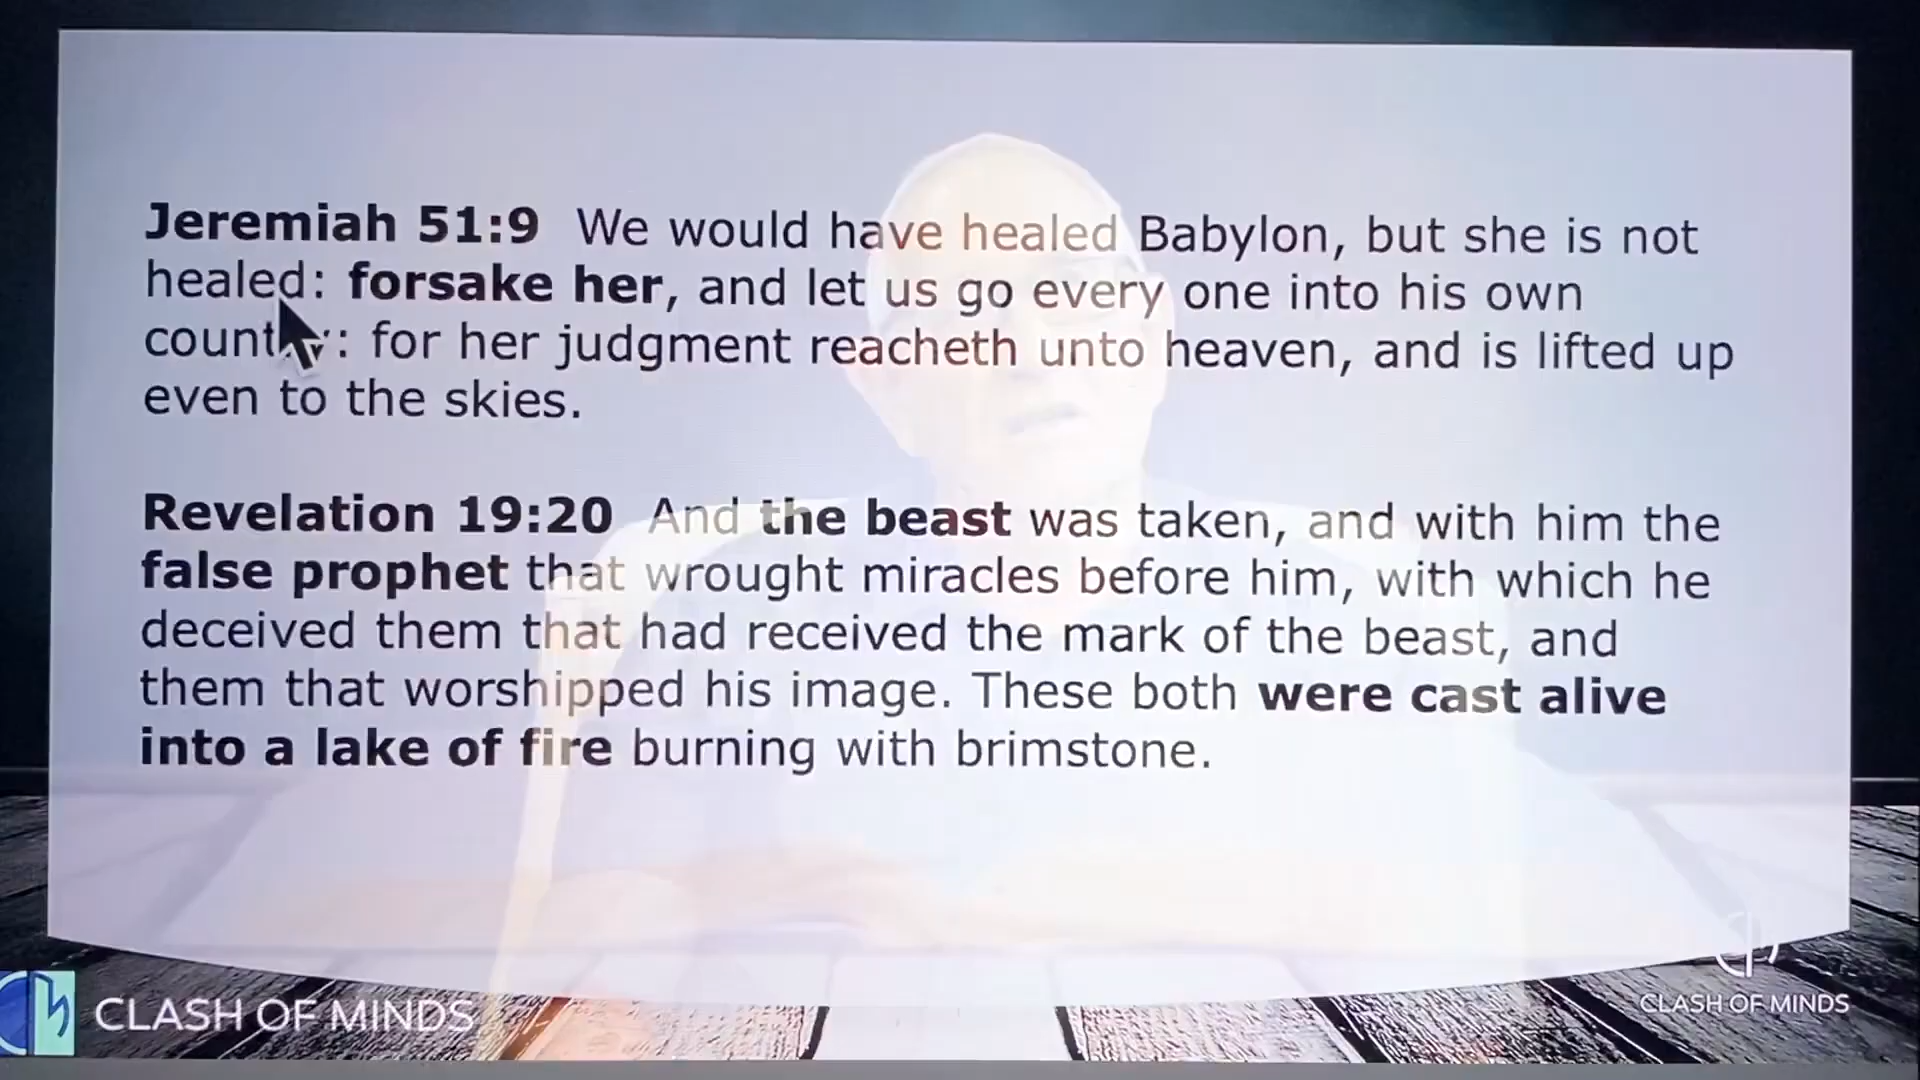 Jeremiah 51:9 We would have healed Babylon, but she is not
healed: forsake her, and let us go every one into his own
country: for her judgment reacheth unto heaven, and is lifted up
even to the skies.
Revelation 19:20 And the beast was taken, and with him the
false prophet that wrought miracles before him, with which he
deceived them that had received the mark of the beast, and
them that worshipped his image. These both were cast alive
into a lake of fire burning with brimstone.
CLASH OF MINDS
CLASH OF MINDS